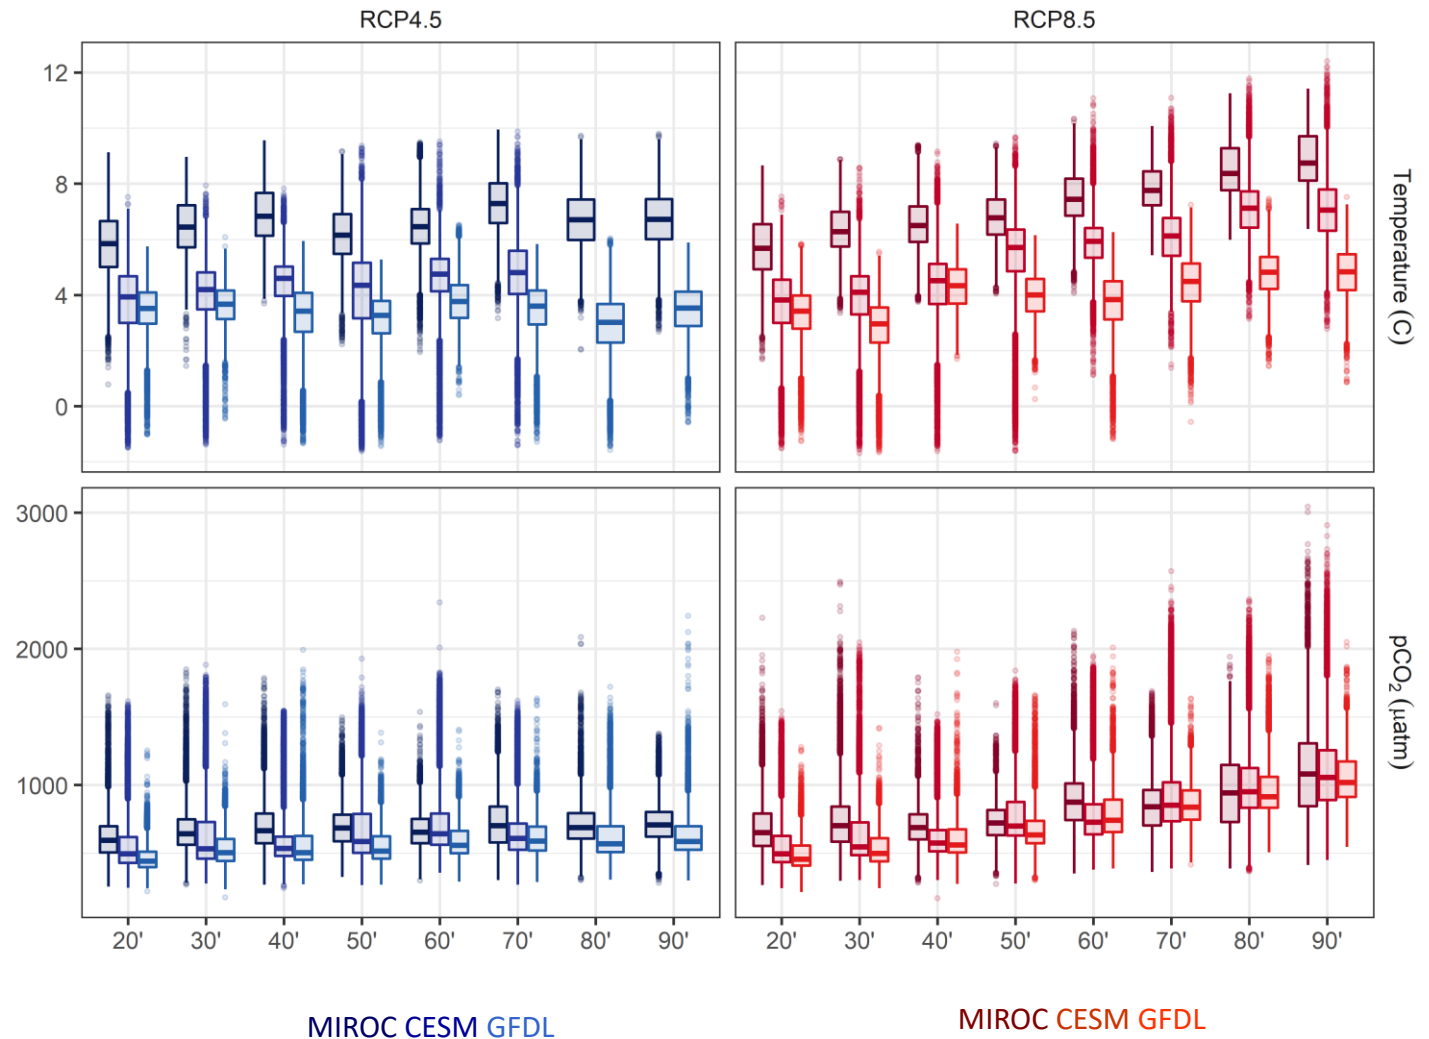 RCP4.5 RCP8.5
12
8
4
0
Temperature (C)
3000
2000
1000
pCO₂ (µatm)
20' 30' 40' 50' 60' 70' 80' 90' 20' 30' 40' 50' 60' 70' 80' 90'
MIROC CESM GFDL MIROC CESM GFDL